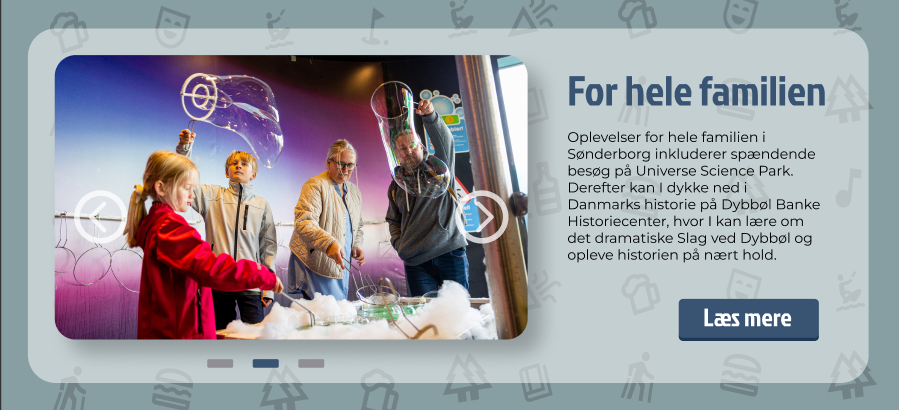 For hele familien
Oplevelser for hele familien i
Sønderborg inkluderer spændende
besøg på Universe Science Park.
Derefter kan I dykke ned i
Danmarks historie på Dybbøl Banke
Historiecenter, hvor I kan lære om
det dramatiske Slag ved Dybbøl og
opleve historien på nært hold.
Læs mere